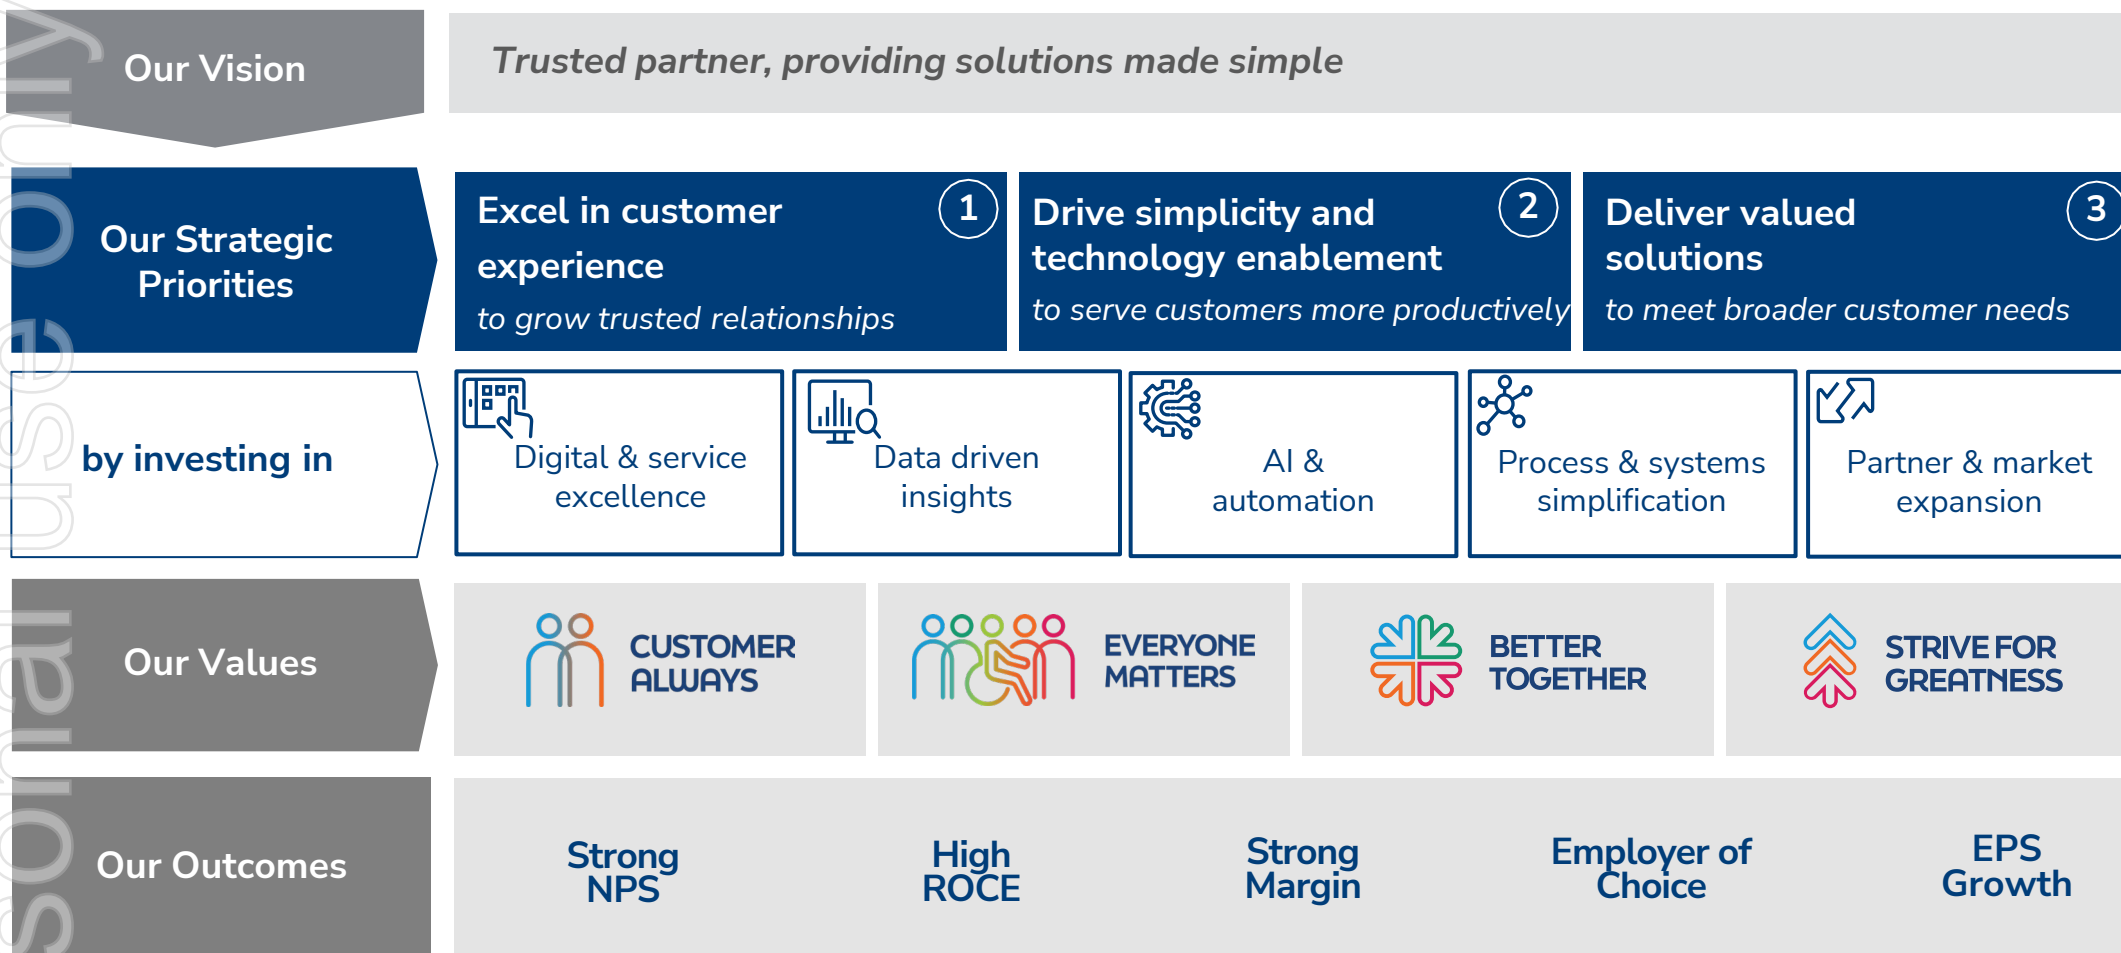 Our Vision
Trusted partner, providing solutions made simple
Our Strategic
Priorities
Excel in customer
experience
to grow trusted relationships
1
Drive simplicity and
technology enablement
to serve customers more productively
2
Deliver valued
solutions
to meet broader customer needs
3
by investing in
Digital & service
excellence
Data driven
insights
AI &
automation
Process & systems
simplification
Partner & market
expansion
Our Values
CUSTOMER
ALWAYS
EVERYONE
MATTERS
BETTER
TOGETHER
STRIVE FOR
GREATNESS
Our Outcomes
Strong
NPS
High
ROCE
Strong
Margin
Employer of
Choice
EPS
Growth
sonal use only